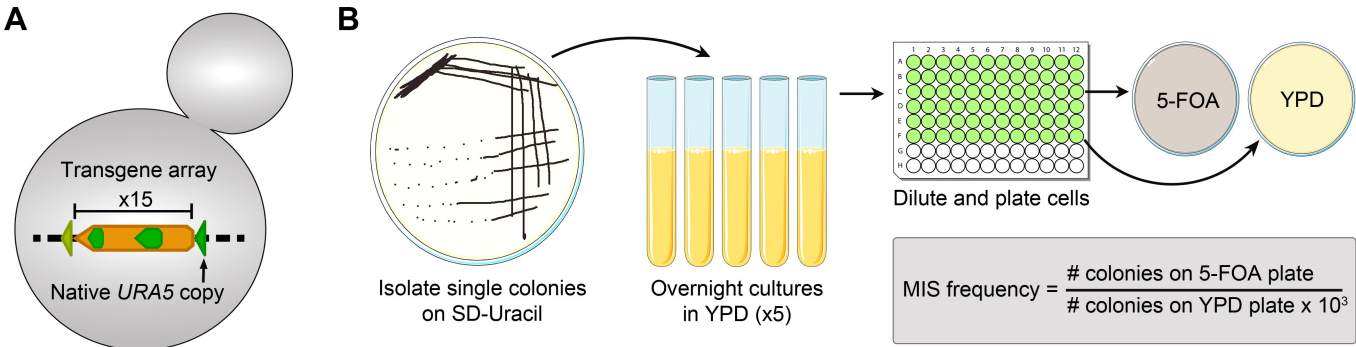 A
Transgene array
x15
Native URA5 copy
B
Isolate single colonies
on SD-Uracil
Overnight cultures
in YPD (x5)
1 2 3 4 5 6 7 8 9 10 11 12
A
B
C
D
E
F
G
H
Dilute and plate cells
5-FOA
YPD
MIS frequency =
# colonies on 5-FOA plate
# colonies on YPD plate x 10³